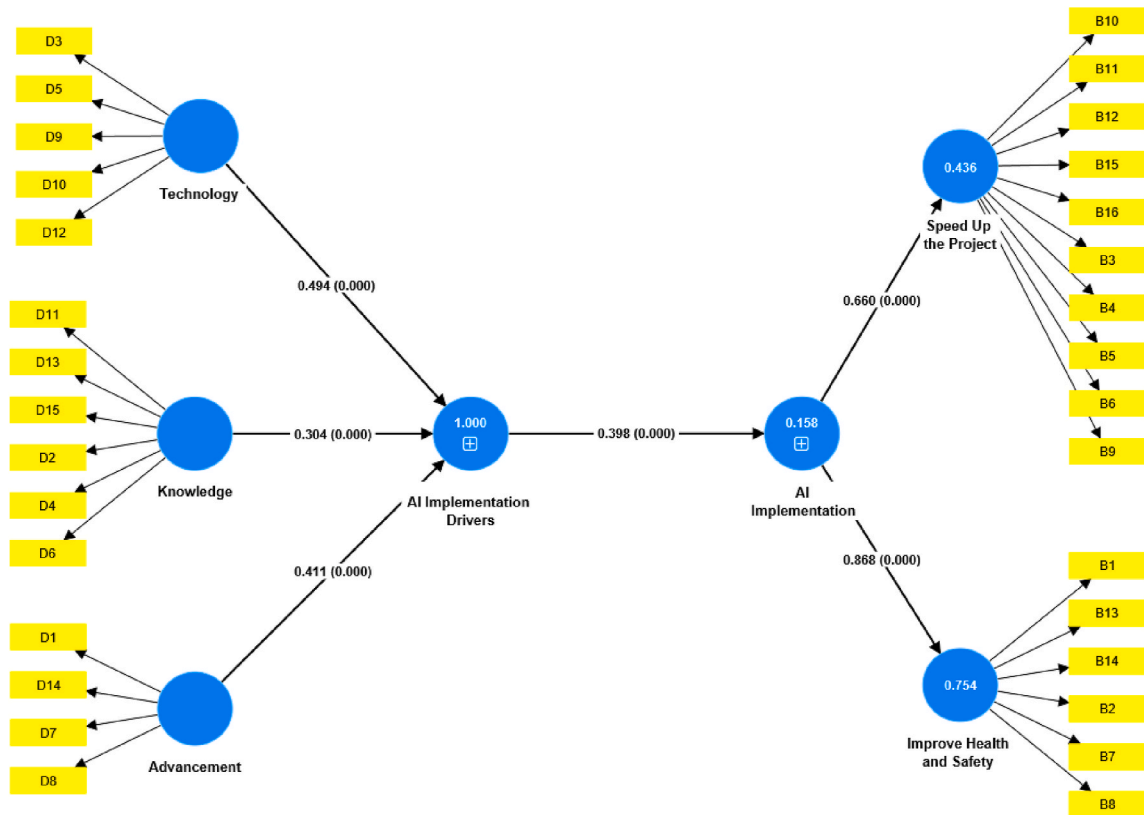 D3
D5
D9
D10
D12
Technology
0.494 (0.000)
D11
D13
D15
D2
D4
D6
Knowledge
0.304 (0.000)
D1
D14
D7
D8
Advancement
0.411 (0.000)
1.000
AI Implementation
Drivers
0.398 (0.000)
0.158
AI
Implementation
0.660 (0.000)
0.868 (0.000)
0.436
Speed Up
the Project
B10
B11
B12
B15
B16
B3
B4
B5
B6
B9
0.754
Improve Health
and Safety
B1
B13
B14
B2
B7
B8